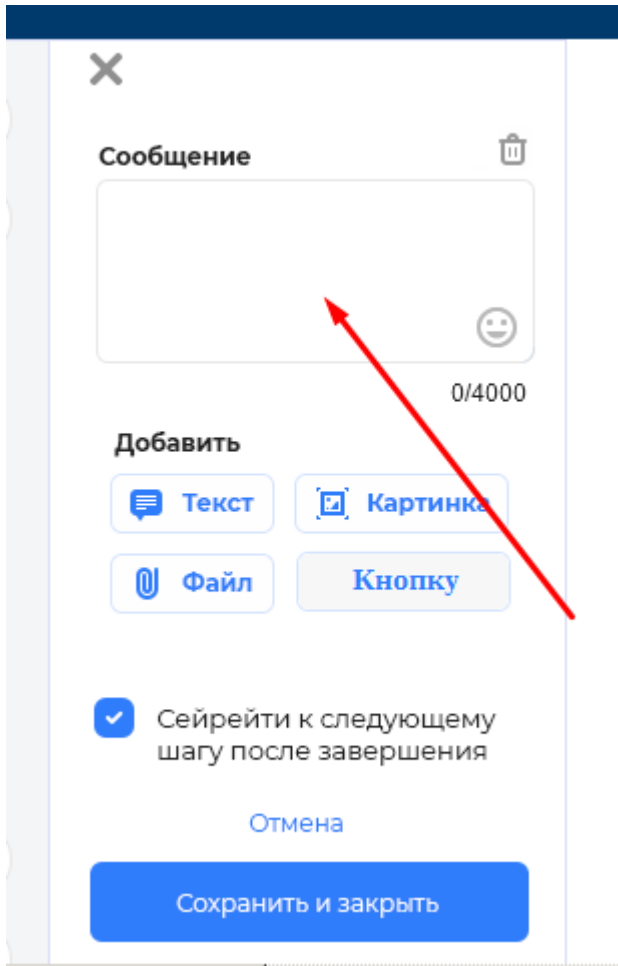 Сообщение
0/4000
Добавить
Текст
Картинка
Файл
Кнопку
Сейрейти к следующему
шагу после завершения
Отмена
Сохранить и закрыть